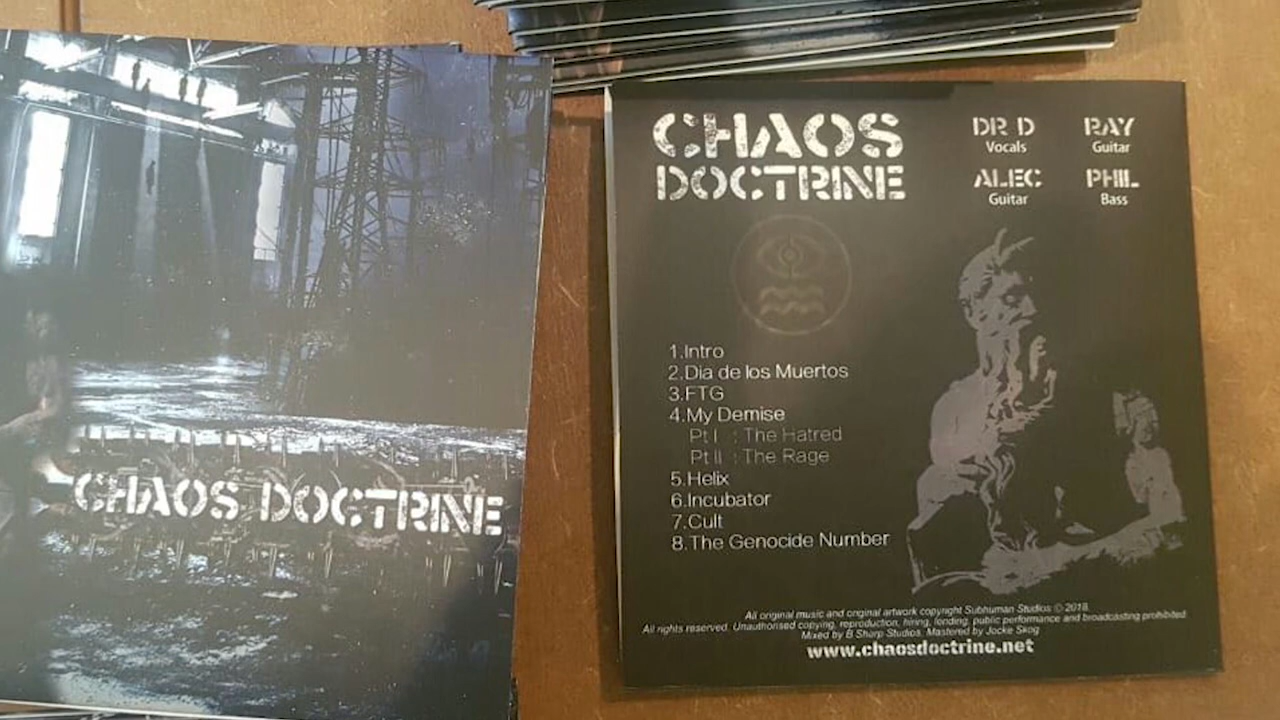 CHAOS DOCTRINE
CHAOS
DOCTRINE
DR D
Vocals
RAY
Guitar
ALEC
Guitar
PHIL
Bass
1.Intro
2.Dia de los Muertos
3.FTG
4.My Demise
Pt I : The Hatred
Pt II : The Rage
5.Helix
6.Incubator
7.Cult
8.The Genocide Number
All original music and original artwork copyright Subhuman Studios © 2018.
All rights reserved. Unauthorised copying, reproduction, hiring, lending, public performance and broadcasting prohibited.
Mixed by B Sharp Studios. Mastered by Jocke Skog
www.chaosdoctrine.net